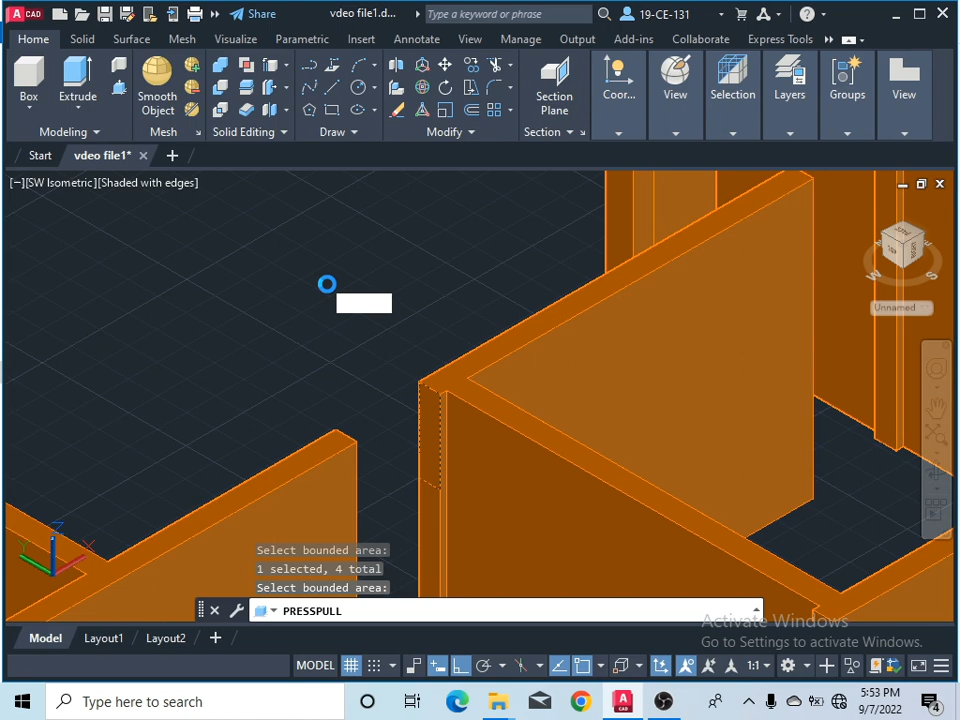 CAD
Share
vdeo file1.d...
Type a keyword or phrase
19-CE-131
Home Solid Surface Mesh Visualize Parametric Insert Annotate View Manage Output Add-ins Collaborate Express Tools
Box
Extrude
Smooth
Object
Section
Plane
Coor...
View
Selection
Layers
Groups
View
Modeling Mesh Solid Editing Draw Modify Section
Start vdeo file1*
[−][SW Isometric][Shaded with edges]
W S
Unnamed
Z
Y X
Select bounded area:
1 selected, 4 total
Select bounded area:
PRESSPULL
Activate Windows
Go to Settings to activate Windows.
Model Layout1 Layout2
MODEL 1:1
Type here to search
5:53 PM
9/7/2022
4